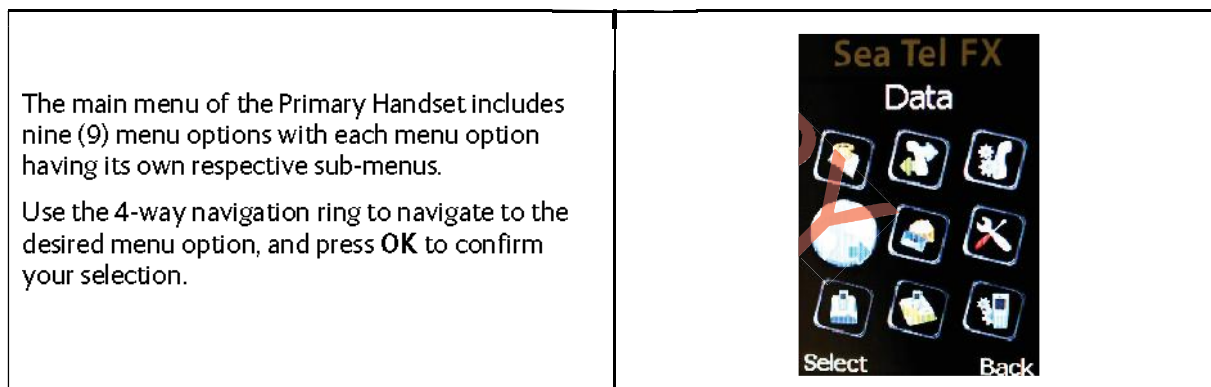 The main menu of the Primary Handset includes
nine (9) menu options with each menu option
having its own respective sub-menus.
Use the 4-way navigation ring to navigate to the
desired menu option, and press OK to confirm
your selection.
Sea Tel FX
Data
Select
Back